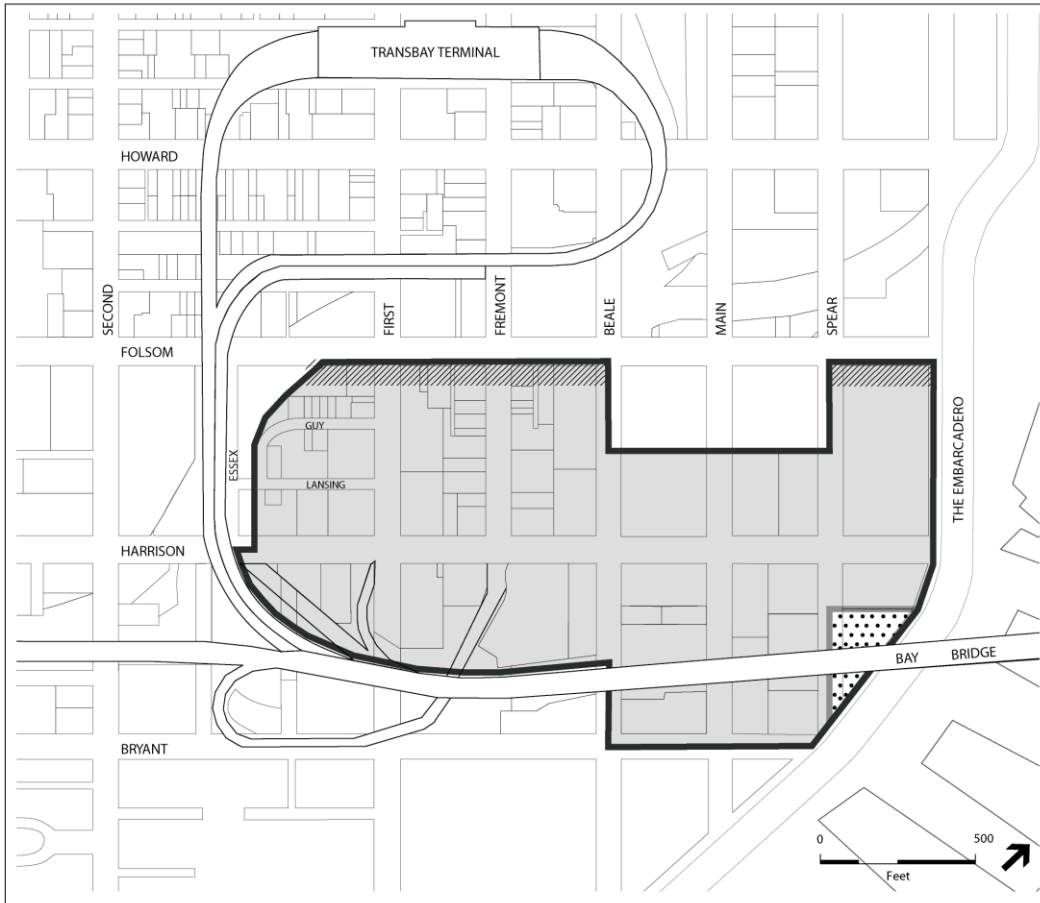 TRANSBAY TERMINAL
HOWARD
SECOND
FIRST
FREMONT
BEALE
MAIN
SPEAR
FOLSOM
THE EMBARCADERO
GUY
ESSEX
LANSING
HARRISON
BAY BRIDGE
BRYANT
0 500
Feet